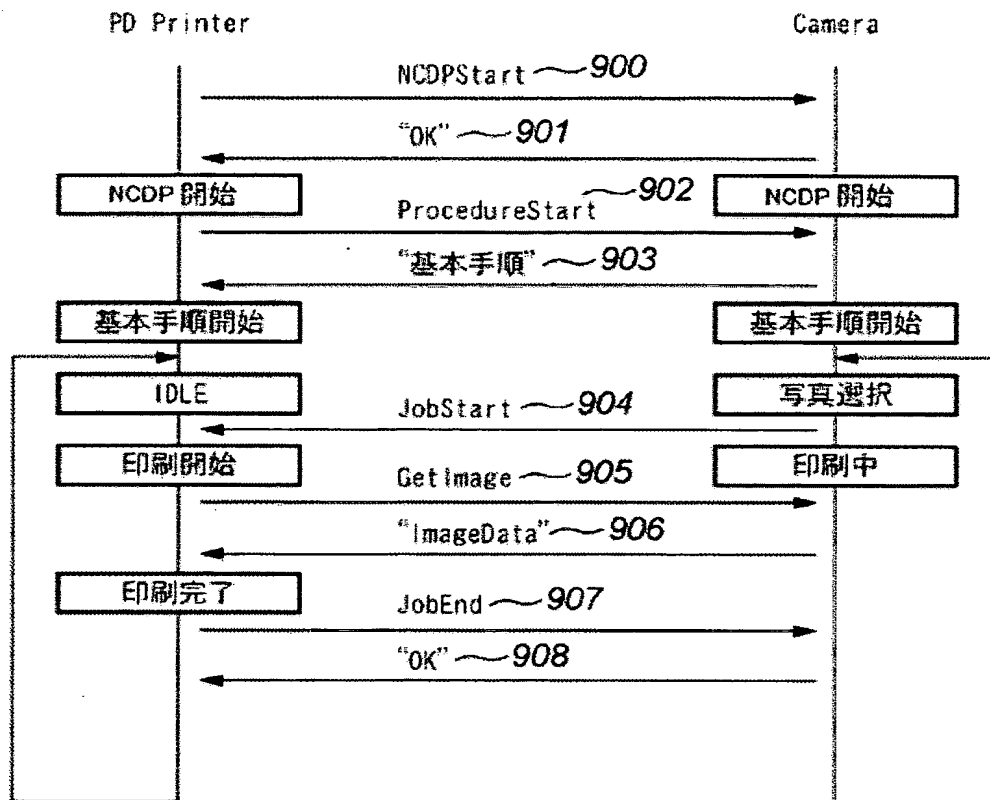 PD Printer
Camera
NCDPStart 900
“OK” 901
NCDP 開始
NCDP 開始
902
ProcedureStart
“基本手順” 903
基本手順開始
基本手順開始
IDLE
写真選択
JobStart 904
印刷開始
印刷中
GetImage 905
“ImageData” 906
印刷完了
JobEnd 907
“OK” 908